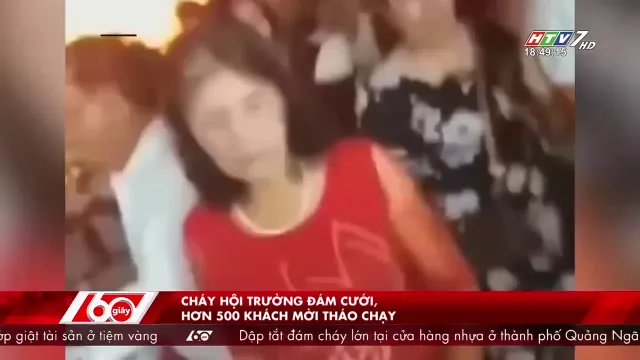 HTV7 HD
18:49:15
CHÁY HỘI TRƯỜNG ĐÁM CƯỚI,
HƠN 500 KHÁCH MỜI THÁO CHẠY
60 giây
ớp giật tài sản ở tiệm vàng Dập tắt đám cháy lớn tại cửa hàng nhựa ở thành phố Quảng Ngã